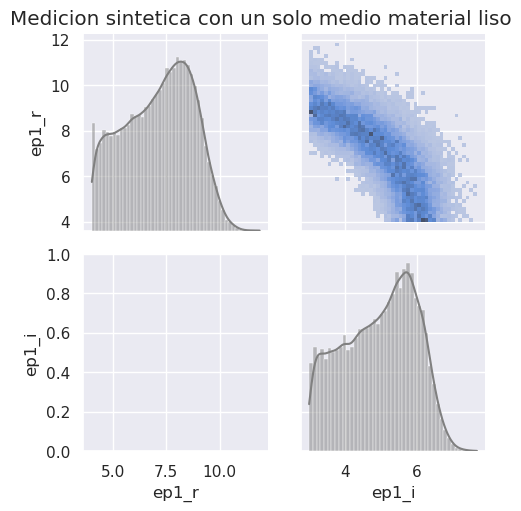 Medicion sintetica con un solo medio material liso
12
10
8
6
4
ep1_r
1.0
0.8
0.6
0.4
0.2
0.0
ep1_i
5.0 7.5 10.0
4 6
ep1_r ep1_i